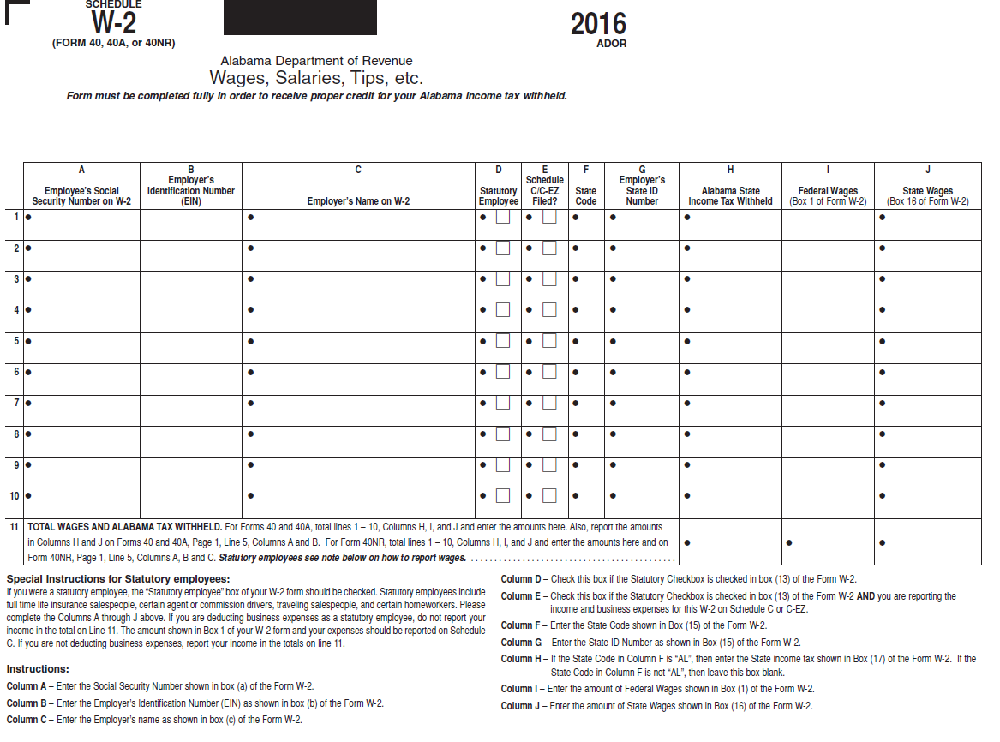 SCHEDULE
W-2
(FORM 40, 40A, or 40NR)
2016
ADOR
Alabama Department of Revenue
Wages, Salaries, Tips, etc.
Form must be completed fully in order to receive proper credit for your Alabama income tax withheld.
A B C D E F G H I J
Employee's Social
Security Number on W-2
Employer's
Identification Number
(EIN)
Employer's Name on W-2
Statutory
Employee
Schedule
C/C-EZ
Filed?
State
Code
Employer's
State ID
Number
Alabama State
Income Tax Withheld
Federal Wages
(Box 1 of Form W-2)
State Wages
(Box 16 of Form W-2)
1
2
3
4
5
6
7
8
9
10
11 TOTAL WAGES AND ALABAMA TAX WITHHELD. For Forms 40 and 40A, total lines 1 – 10, Columns H, I, and J and enter the amounts here. Also, report the amounts
in Columns H and J on Forms 40 and 40A, Page 1, Line 5, Columns A and B. For Form 40NR, total lines 1 – 10, Columns H, I, and J and enter the amounts here and on
Form 40NR, Page 1, Line 5, Columns A, B and C. Statutory employees see note below on how to report wages. . . . . . . . . . . . . . . . . . . . . . . . . . . . . . . . . . . . . . . . . .
Special Instructions for Statutory employees:
If you were a statutory employee, the “Statutory employee” box of your W-2 form should be checked. Statutory employees include
full time life insurance salespeople, certain agent or commission drivers, traveling salespeople, and certain homeworkers. Please
complete the Columns A through J above. If you are deducting business expenses as a statutory employee, do not report your
income in the total on Line 11. The amount shown in Box 1 of your W-2 form and your expenses should be reported on Schedule
C. If you are not deducting business expenses, report your income in the totals on line 11.
Instructions:
Column A – Enter the Social Security Number shown in box (a) of the Form W-2.
Column B – Enter the Employer's Identification Number (EIN) as shown in box (b) of the Form W-2.
Column C – Enter the Employer's name as shown in box (c) of the Form W-2.
Column D – Check this box if the Statutory Checkbox is checked in box (13) of the Form W-2.
Column E – Check this box if the Statutory Checkbox is checked in box (13) of the Form W-2 AND you are reporting the
income and business expenses for this W-2 on Schedule C or C-EZ.
Column F – Enter the State Code shown in Box (15) of the Form W-2.
Column G – Enter the State ID Number as shown in Box (15) of the Form W-2.
Column H – If the State Code in Column F is “AL”, then enter the State income tax shown in Box (17) of the Form W-2. If the
State Code in Column F is not “AL”, then leave this box blank.
Column I – Enter the amount of Federal Wages shown in Box (1) of the Form W-2.
Column J – Enter the amount of State Wages shown in Box (16) of the Form W-2.